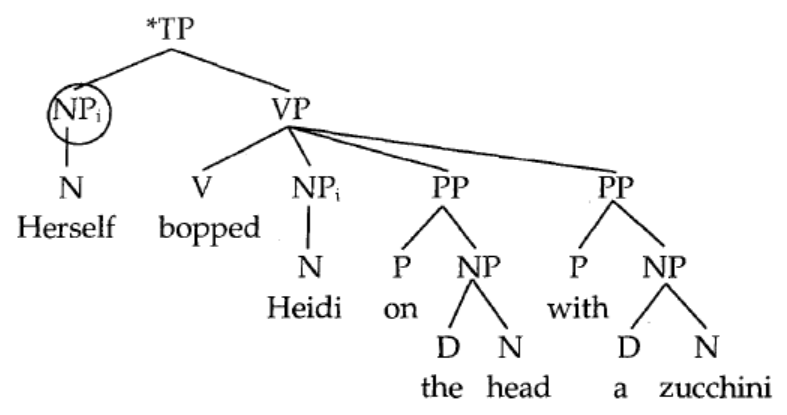 *TP
NPi VP
N V NPi PP PP
Herself bopped N P NP P NP
Heidi on D N with D N
the head a zucchini